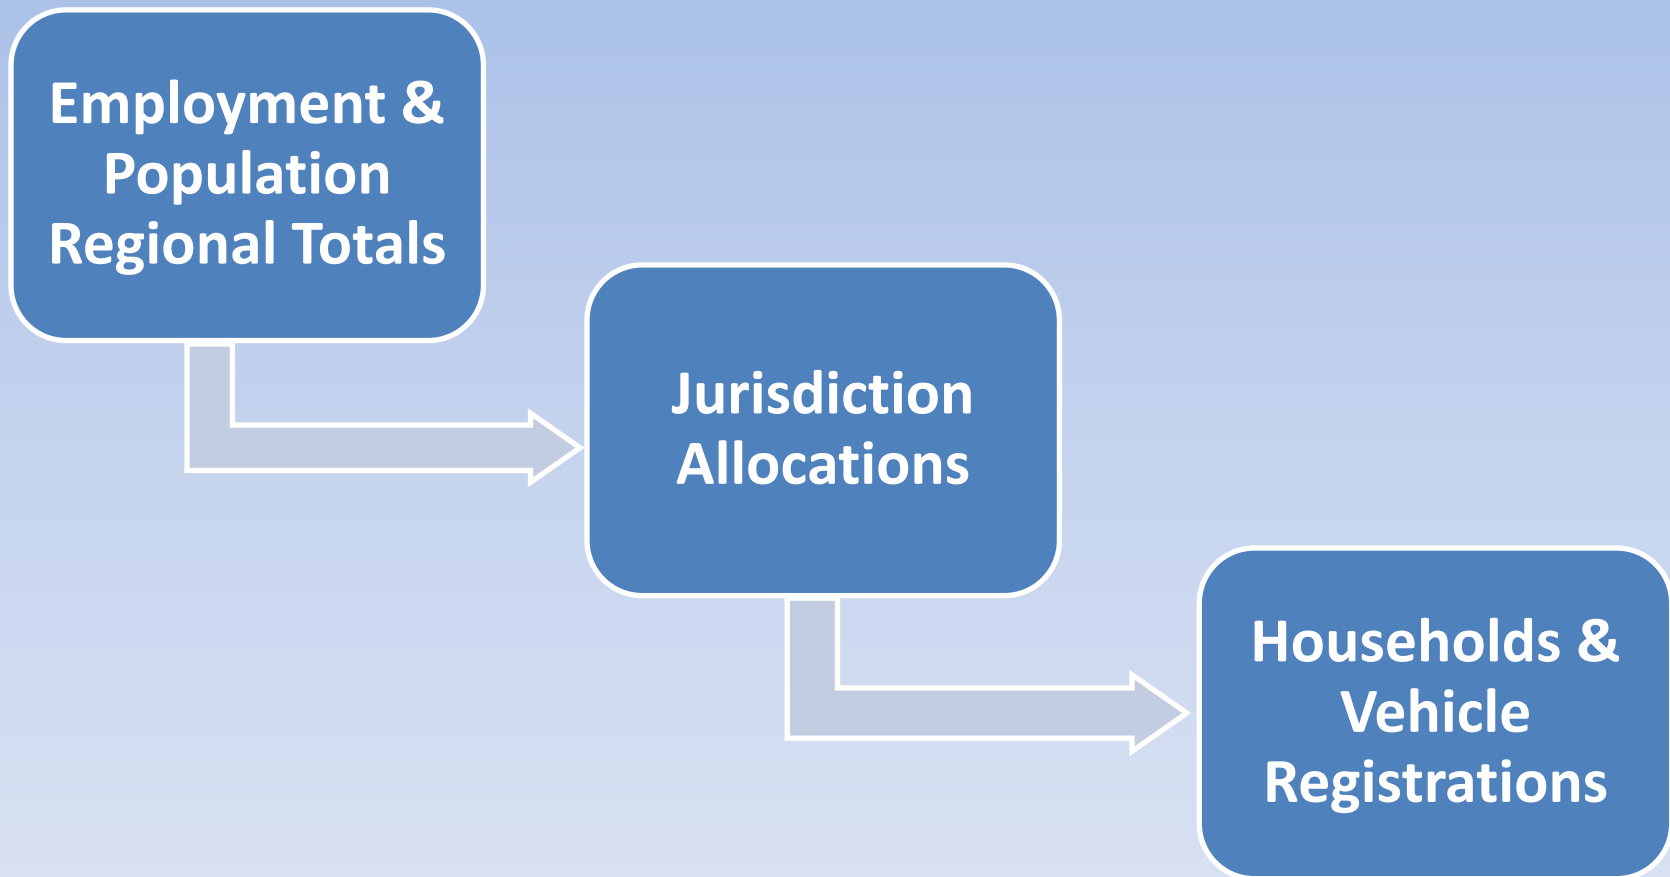 Employment &
Population
Regional Totals
Jurisdiction
Allocations
Households &
Vehicle
Registrations